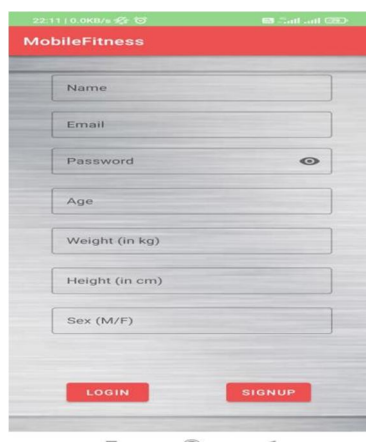 22:11 | 0.0KB/s
MobileFitness
Name
Email
Password
Age
Weight (in kg)
Height (in cm)
Sex (M/F)
LOGIN SIGNUP